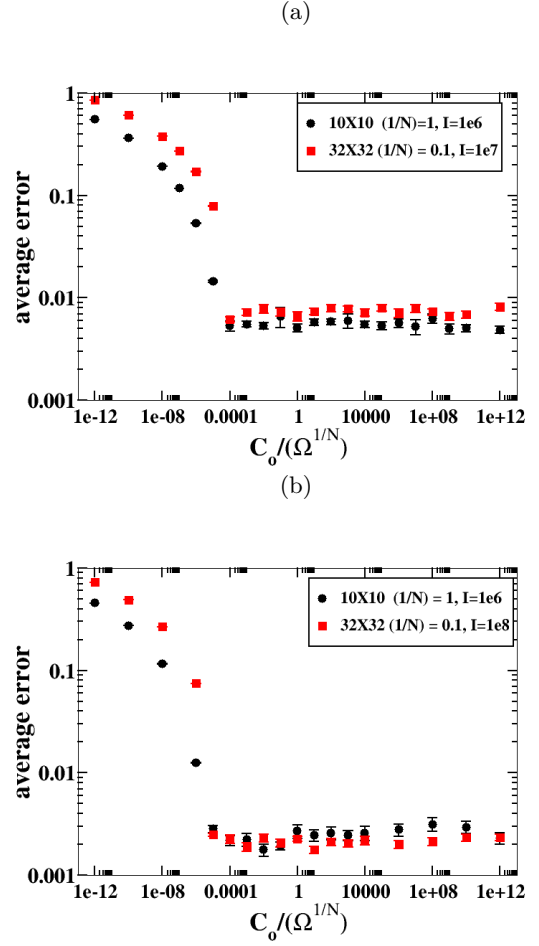 (a)
1
0.1
0.01
0.001
average error
10X10 (1/N)=1, I=1e6
32X32 (1/N) = 0.1, I=1e7
1e-12 1e-08 0.0001 1 10000 1e+08 1e+12
C_o/(Ω^{1/N})
(b)
1
0.1
0.01
0.001
average error
10X10 (1/N) = 1, I=1e6
32X32 (1/N) = 0.1, I=1e8
1e-12 1e-08 0.0001 1 10000 1e+08 1e+12
C_o/(Ω^{1/N})